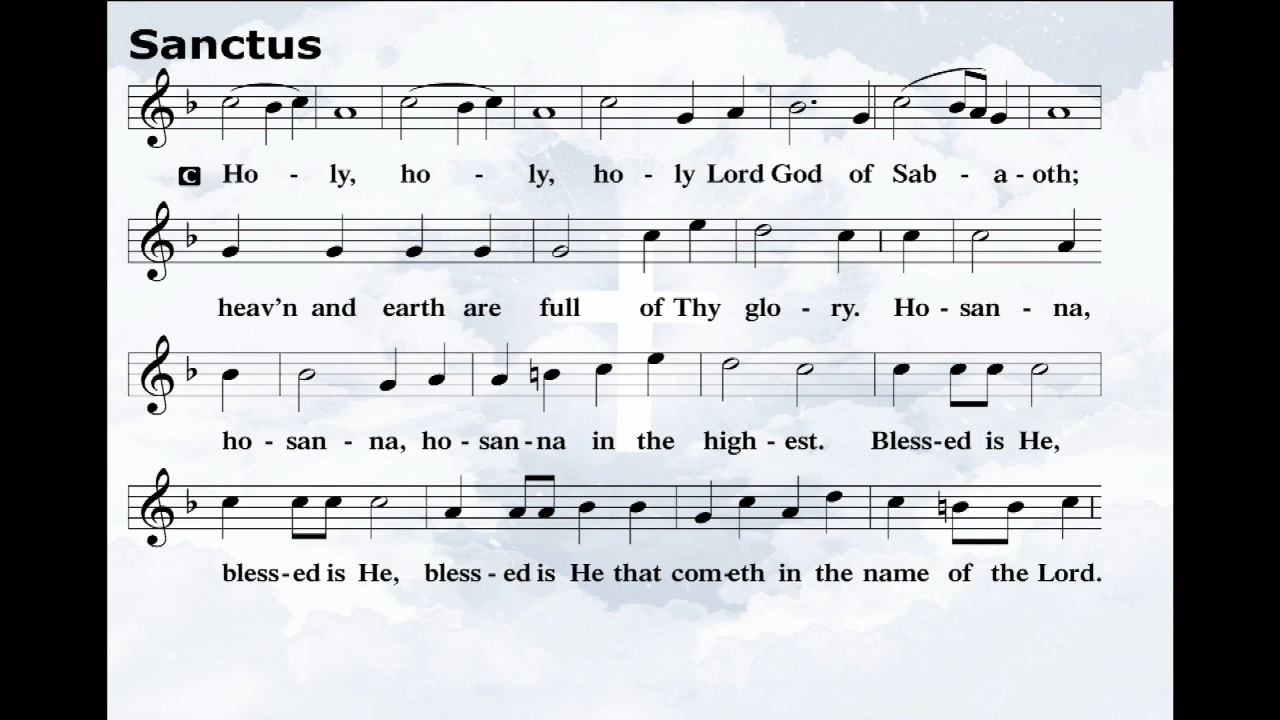 Sanctus
C Ho - ly, ho - ly, ho - ly Lord God of Sab - a - oth;
heav'n and earth are full of Thy glo - ry. Ho - san - na,
ho - san - na, ho - san - na in the high - est. Bless - ed is He,
bless - ed is He, bless - ed is He that com - eth in the name of the Lord.